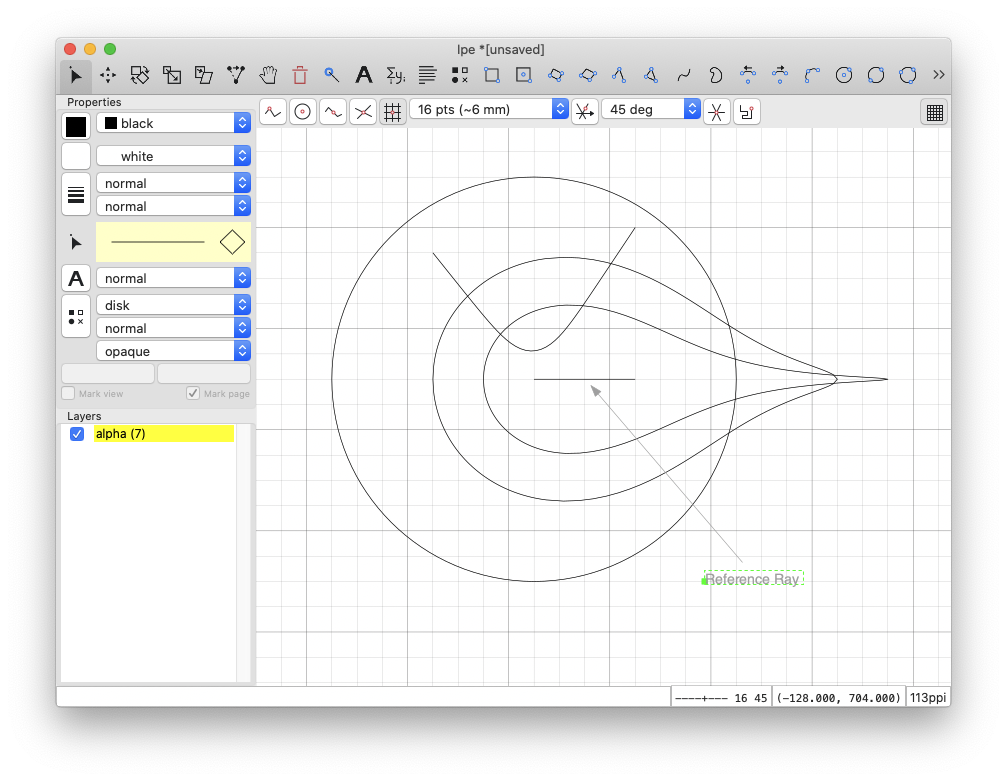 Ipe *[unsaved]
Properties
16 pts (~6 mm)
45 deg
black
white
normal
normal
A
normal
disk
normal
opaque
Mark view
Mark page
Layers
alpha (7)
Reference Ray
----+--- 16 45
(-128.000, 704.000)
113ppi